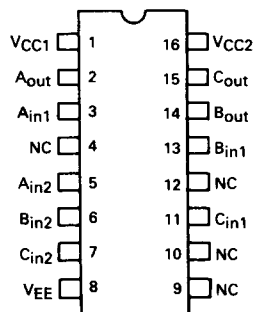 VCC1 1 16 VCC2
Aout 2 15 Cout
Ain1 3 14 Bout
NC 4 13 Bin1
Ain2 5 12 NC
Bin2 6 11 Cin1
Cin2 7 10 NC
VEE 8 9 NC